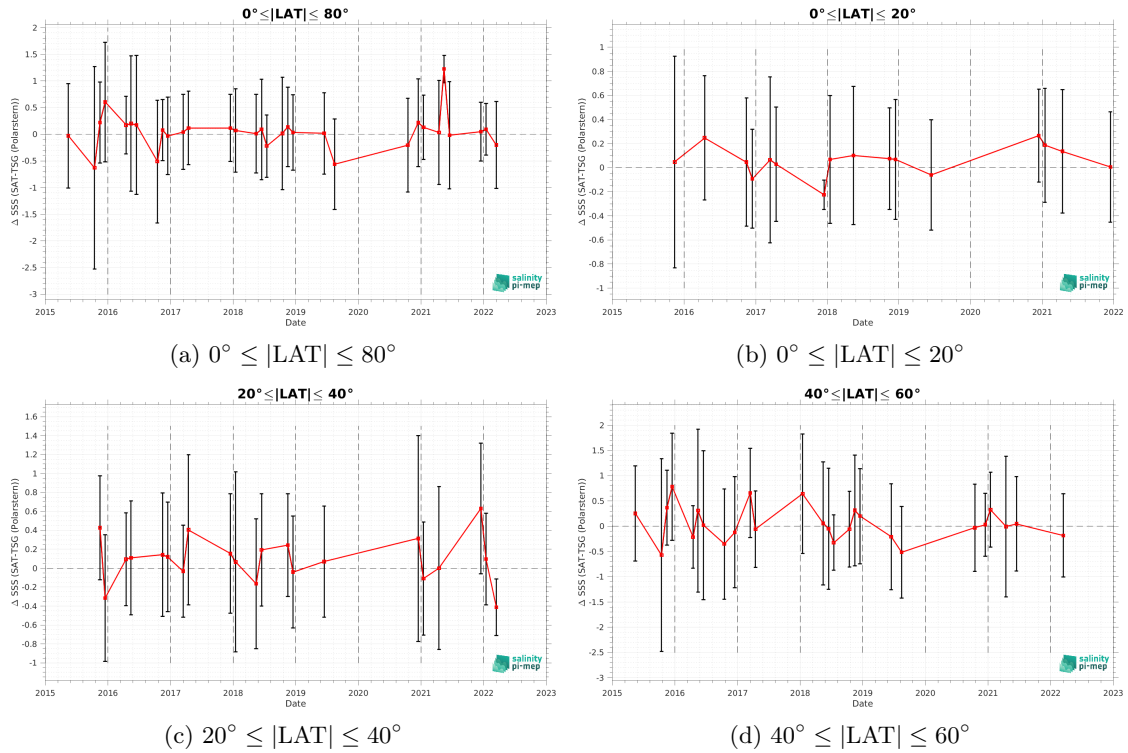 0°≤|LAT|≤ 80°
2
1.5
1
0.5
0
-0.5
-1
-1.5
-2
-2.5
-3
Δ SSS (SAT-TSG (Polarstern))
2015 2016 2017 2018 2019 2020 2021 2022 2023
Date
salinity
pi-mep
(a) 0° ≤ |LAT| ≤ 80°
0°≤|LAT|≤ 20°
1
0.8
0.6
0.4
0.2
0
-0.2
-0.4
-0.6
-0.8
-1
Δ SSS (SAT-TSG (Polarstern))
2016 2017 2018 2019 2020 2021 2022
Date
salinity
pi-mep
(b) 0° ≤ |LAT| ≤ 20°
20°≤|LAT|≤ 40°
1.6
1.4
1.2
1
0.8
0.6
0.4
0.2
0
-0.2
-0.4
-0.6
-0.8
-1
Δ SSS (SAT-TSG (Polarstern))
2015 2016 2017 2018 2019 2020 2021 2022 2023
Date
salinity
pi-mep
(c) 20° ≤ |LAT| ≤ 40°
40°≤|LAT|≤ 60°
2
1.5
1
0.5
0
-0.5
-1
-1.5
-2
-2.5
-3
Δ SSS (SAT-TSG (Polarstern))
2015 2016 2017 2018 2019 2020 2021 2022 2023
Date
salinity
pi-mep
(d) 40° ≤ |LAT| ≤ 60°